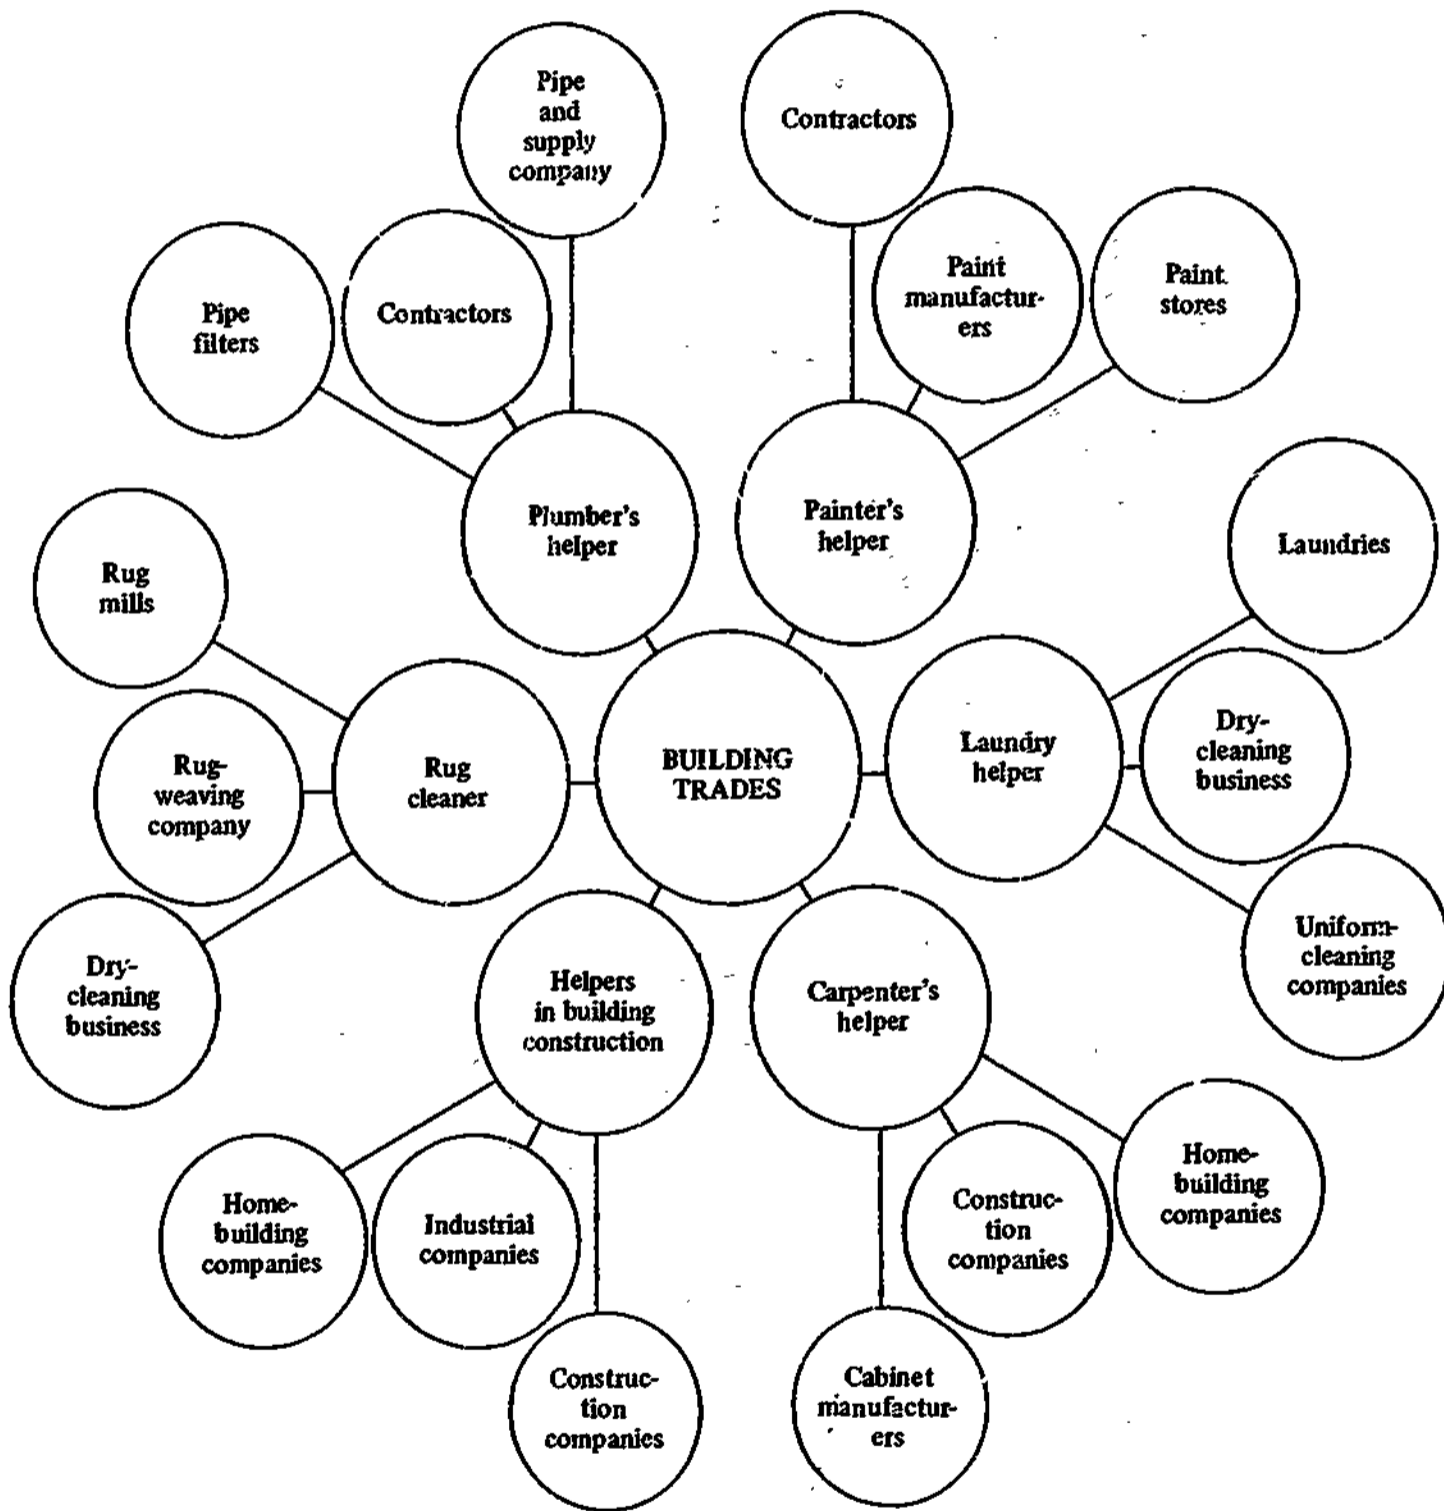 Pipe
and
supply
company
Contractors
Pipe
filters
Contractors
Paint
manufactur-
ers
Paint
stores
Plumber's
helper
Painter's
helper
Laundries
Rug
mills
Rug-
weaving
company
Rug
cleaner
BUILDING
TRADES
Laundry
helper
Dry-
cleaning
business
Dry-
cleaning
business
Helpers
in building
construction
Carpenter's
helper
Uniform-
cleaning
companies
Home-
building
companies
Industrial
companies
Construc-
tion
companies
Home-
building
companies
Construc-
tion
companies
Cabinet
manufactur-
ers